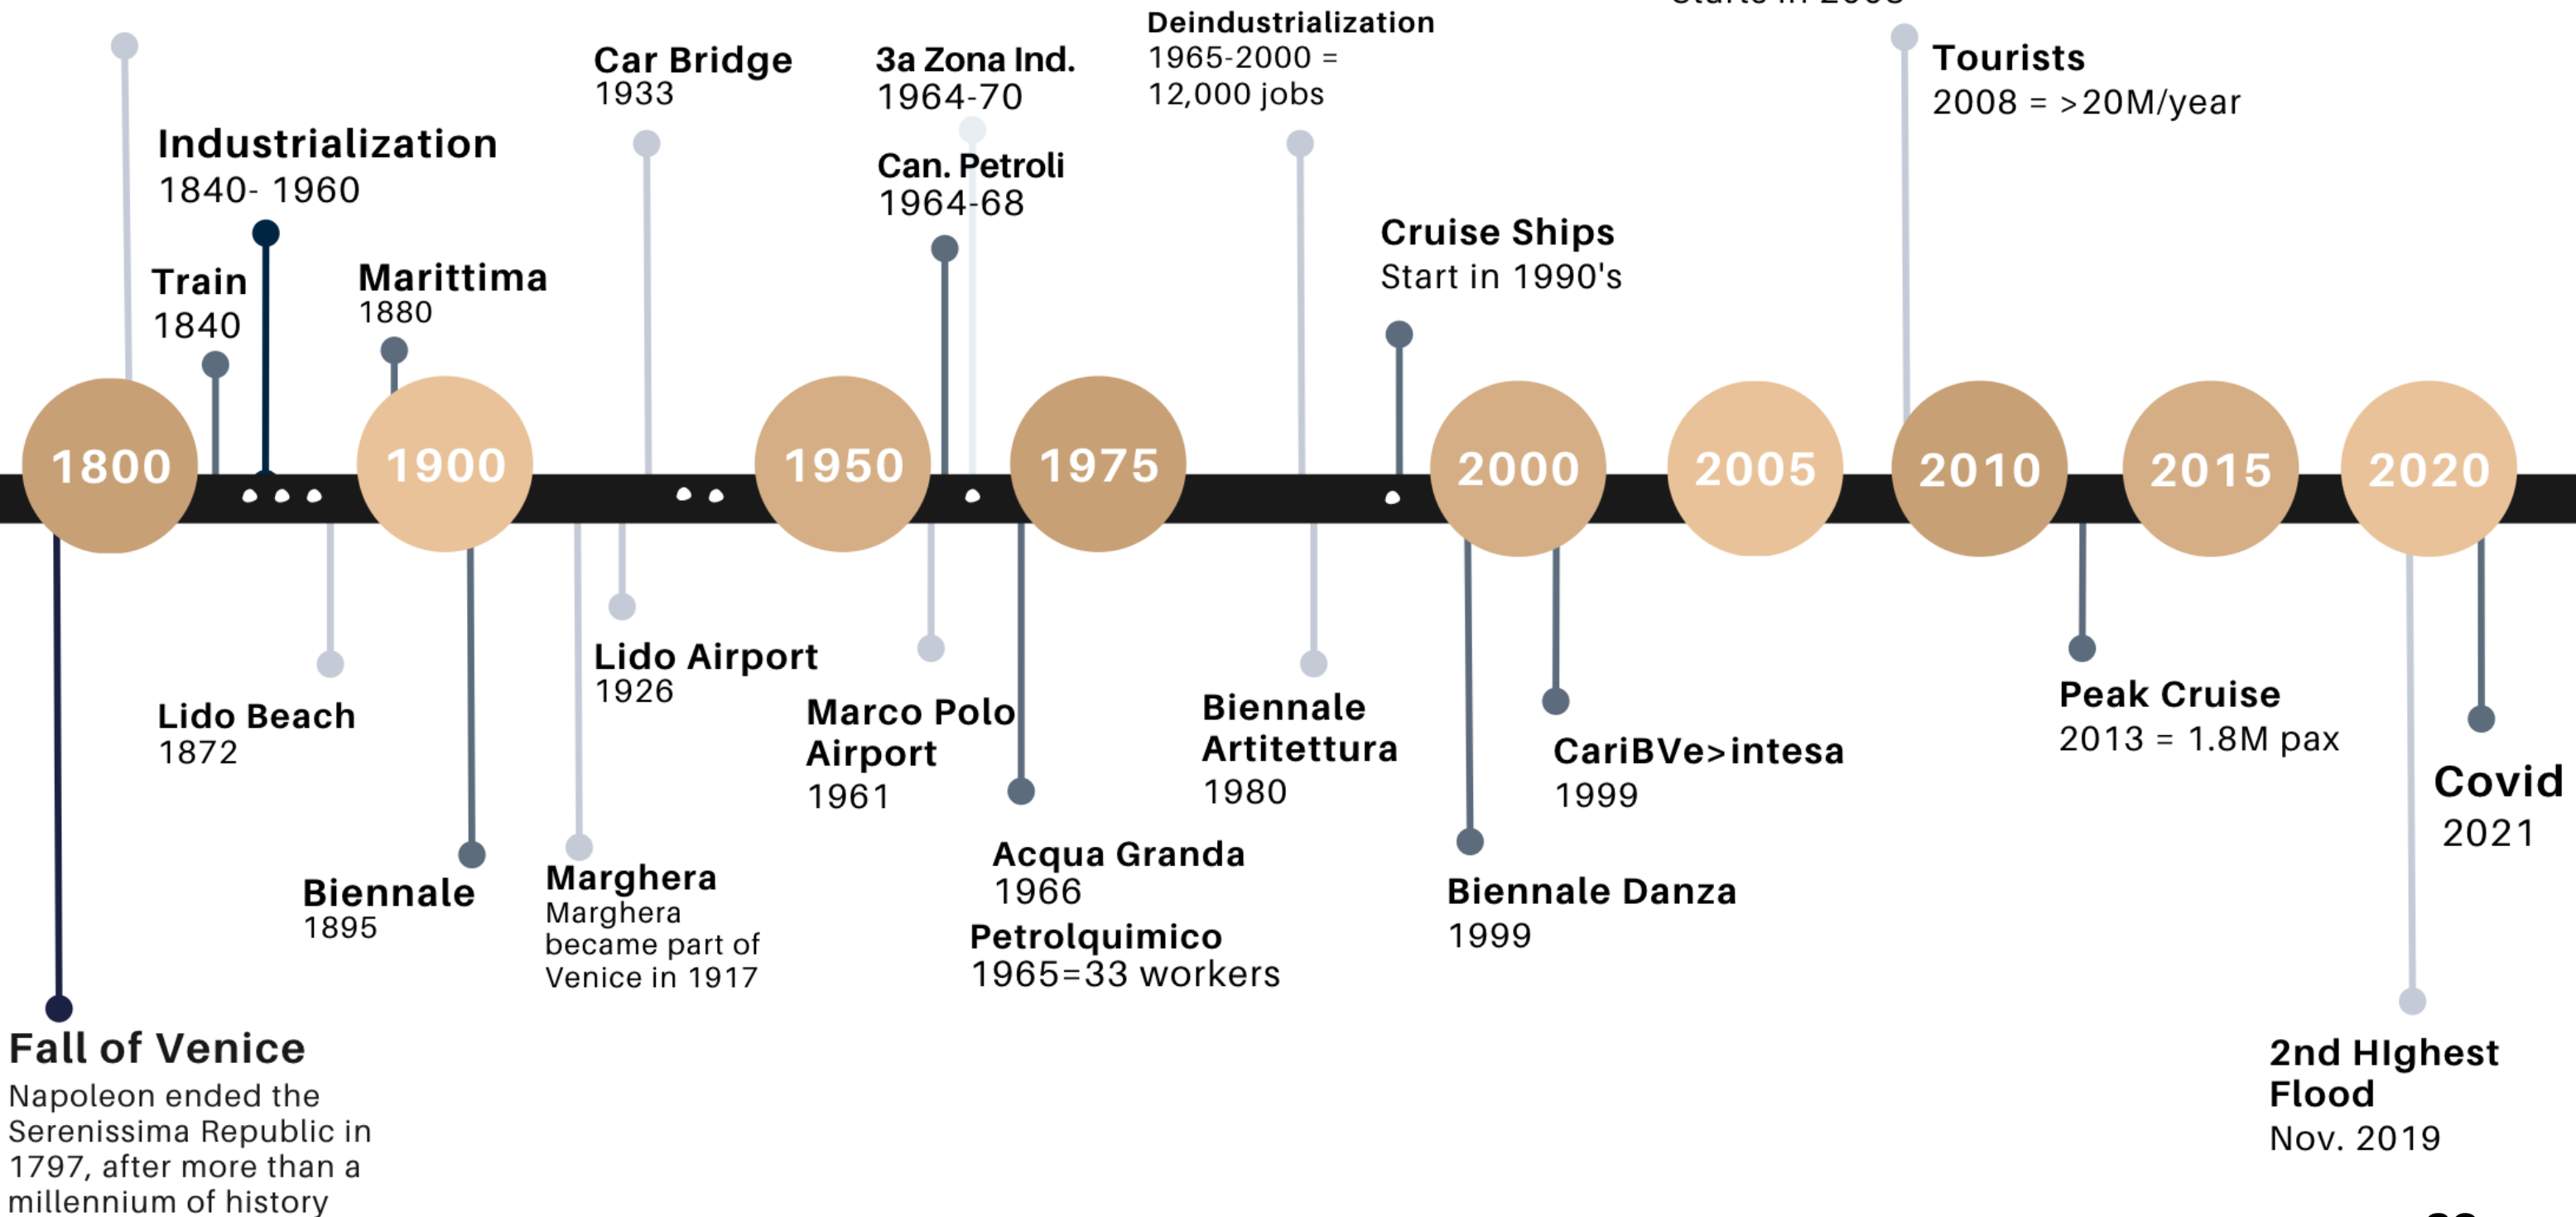 Deindustrialization
1965-2000 =
12,000 jobs
Car Bridge
1933
3a Zona Ind.
1964-70
Tourists
2008 = >20M/year
Industrialization
1840- 1960
Can. Petroli
1964-68
Cruise Ships
Start in 1990's
Train
1840
Marittima
1880
1800
1900
1950
1975
2000
2005
2010
2015
2020
Lido Beach
1872
Lido Airport
1926
Marco Polo
Airport
1961
Biennale
Artitettura
1980
CariBVe>intesa
1999
Peak Cruise
2013 = 1.8M pax
Covid
2021
Biennale
1895
Marghera
Marghera
became part of
Venice in 1917
Acqua Granda
1966
Petrolquimico
1965=33 workers
Biennale Danza
1999
Fall of Venice
Napoleon ended the
Serenissima Republic in
1797, after more than a
millennium of history
2nd HIghest
Flood
Nov. 2019